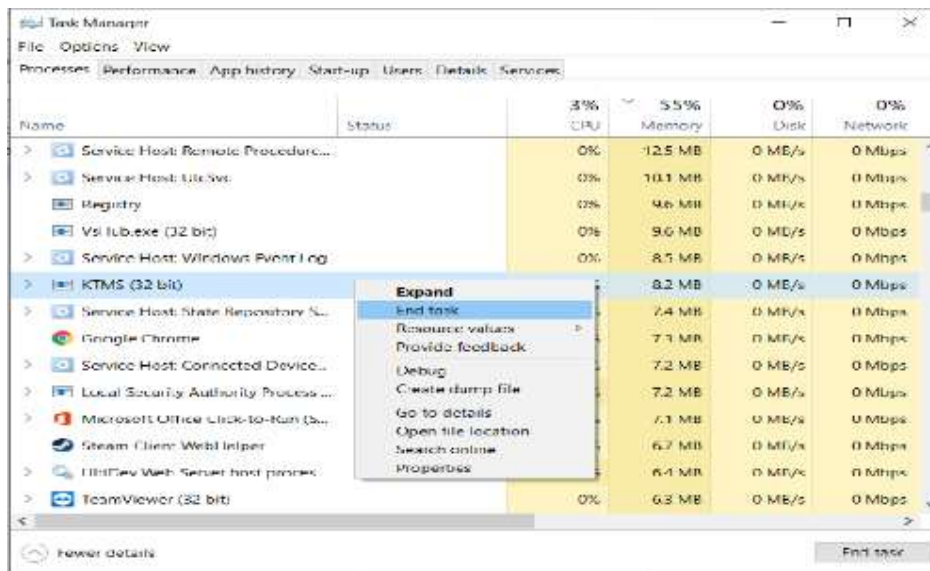 Task Manager
File Options View
Processes Performance App history Start-up Users Details Services
3% 55% 0% 0%
Name Status CPU Memory Disk Network
Service Host: Remote Procedure... 0% 12.5 MB 0 MB/s 0 Mbps
Service Host: UtcSvc 0% 10.1 MB 0 MB/s 0 Mbps
Registry 0% 9.6 MB 0 MB/s 0 Mbps
VsHub.exe (32 bit) 0% 9.6 MB 0 MB/s 0 Mbps
Service Host: Windows Event Log 0% 8.5 MB 0 MB/s 0 Mbps
KTMS (32 bit) 8.2 MB 0 MB/s 0 Mbps
Service Host: State Repository S... 7.4 MB 0 MB/s 0 Mbps
Google Chrome 7.3 MB 0 MB/s 0 Mbps
Service Host: Connected Device... 7.2 MB 0 MB/s 0 Mbps
Local Security Authority Process ... 7.2 MB 0 MB/s 0 Mbps
Microsoft Office Click-to-Run (S... 7.1 MB 0 MB/s 0 Mbps
Steam Client WebHelper 6.7 MB 0 MB/s 0 Mbps
UltiDev Web Server host proces 6.4 MB 0 MB/s 0 Mbps
TeamViewer (32 bit) 0% 6.3 MB 0 MB/s 0 Mbps
Expand
End task
Resource values
Provide feedback
Debug
Create dump file
Go to details
Open file location
Search online
Properties
Fewer details
End task